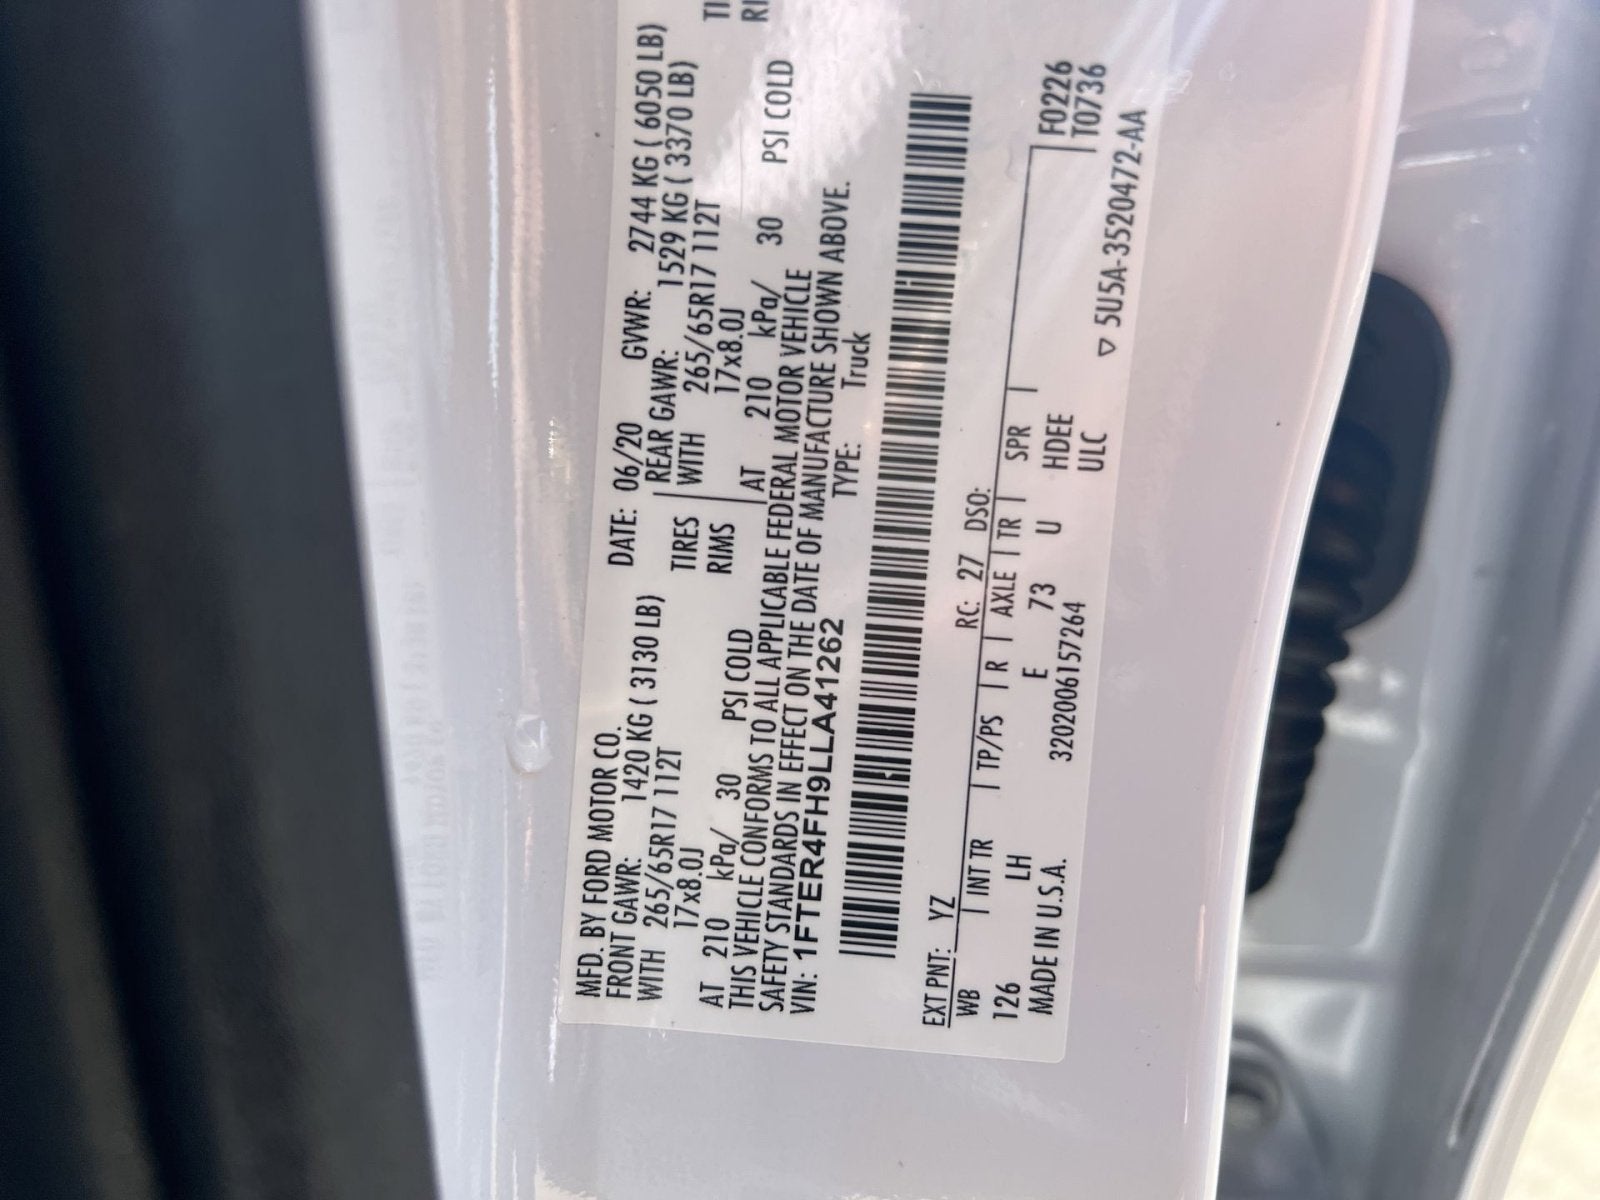 MFD. BY FORD MOTOR CO.
DATE: 06/20 GVWR: 2744 KG ( 6050 LB)
FRONT GAWR: 1420 KG ( 3130 LB) REAR GAWR: 1529 KG ( 3370 LB)
WITH 265/65R17 112T TIRES WITH 265/65R17 112T TI
17x8.0J RIMS 17x8.0J RI
AT 210 kPa/ 30 PSI COLD AT 210 kPa/ 30 PSI COLD
THIS VEHICLE CONFORMS TO ALL APPLICABLE FEDERAL MOTOR VEHICLE
SAFETY STANDARDS IN EFFECT ON THE DATE OF MANUFACTURE SHOWN ABOVE.
VIN: 1FTER4FH9LLA41262 TYPE: Truck
EXT PNT: YZ RC: 27 DSO:
WB INT TR TP/PS R AXLE TR SPR F0226
126 LH E 73 U HDEE T0736
MADE IN U.S.A. 3202006157264 ULC
▽ 5U5A-3520472-AA